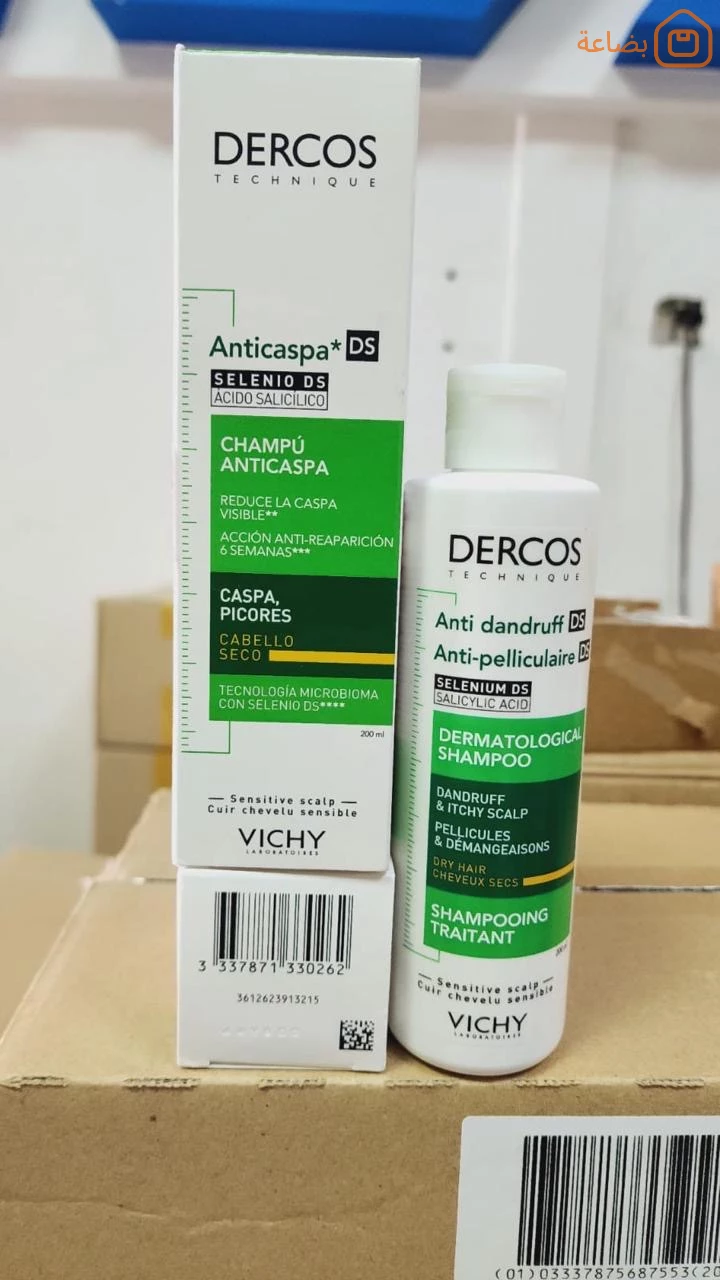 بضاعة
DERCOS
TECHNIQUE
Anticaspa* DS
SELENIO DS
ÁCIDO SALICÍLICO
CHAMPÚ
ANTICASPA
REDUCE LA CASPA
VISIBLE**
ACCIÓN ANTI-REAPARICIÓN
6 SEMANAS***
CASPA,
PICORES
CABELLO
SECO
TECNOLOGÍA MICROBIOMA
CON SELENIO DS****
200 ml
Sensitive scalp
Cuir chevelu sensible
VICHY
LABORATOIRES
3 337871 330262
3612623913215
DERCOS
TECHNIQUE
Anti dandruff DS
Anti-pelliculaire DS
SELENIUM DS
SALICYLIC ACID
DERMATOLOGICAL
SHAMPOO
DANDRUFF
& ITCHY SCALP
PELLICULES
& DÉMANGEAISONS
DRY HAIR
CHEVEUX SECS
SHAMPOOING
TRAITANT
Sensitive scalp
Cuir chevelu sensible
VICHY
LABORATOIRES
(01)03337875687553(20